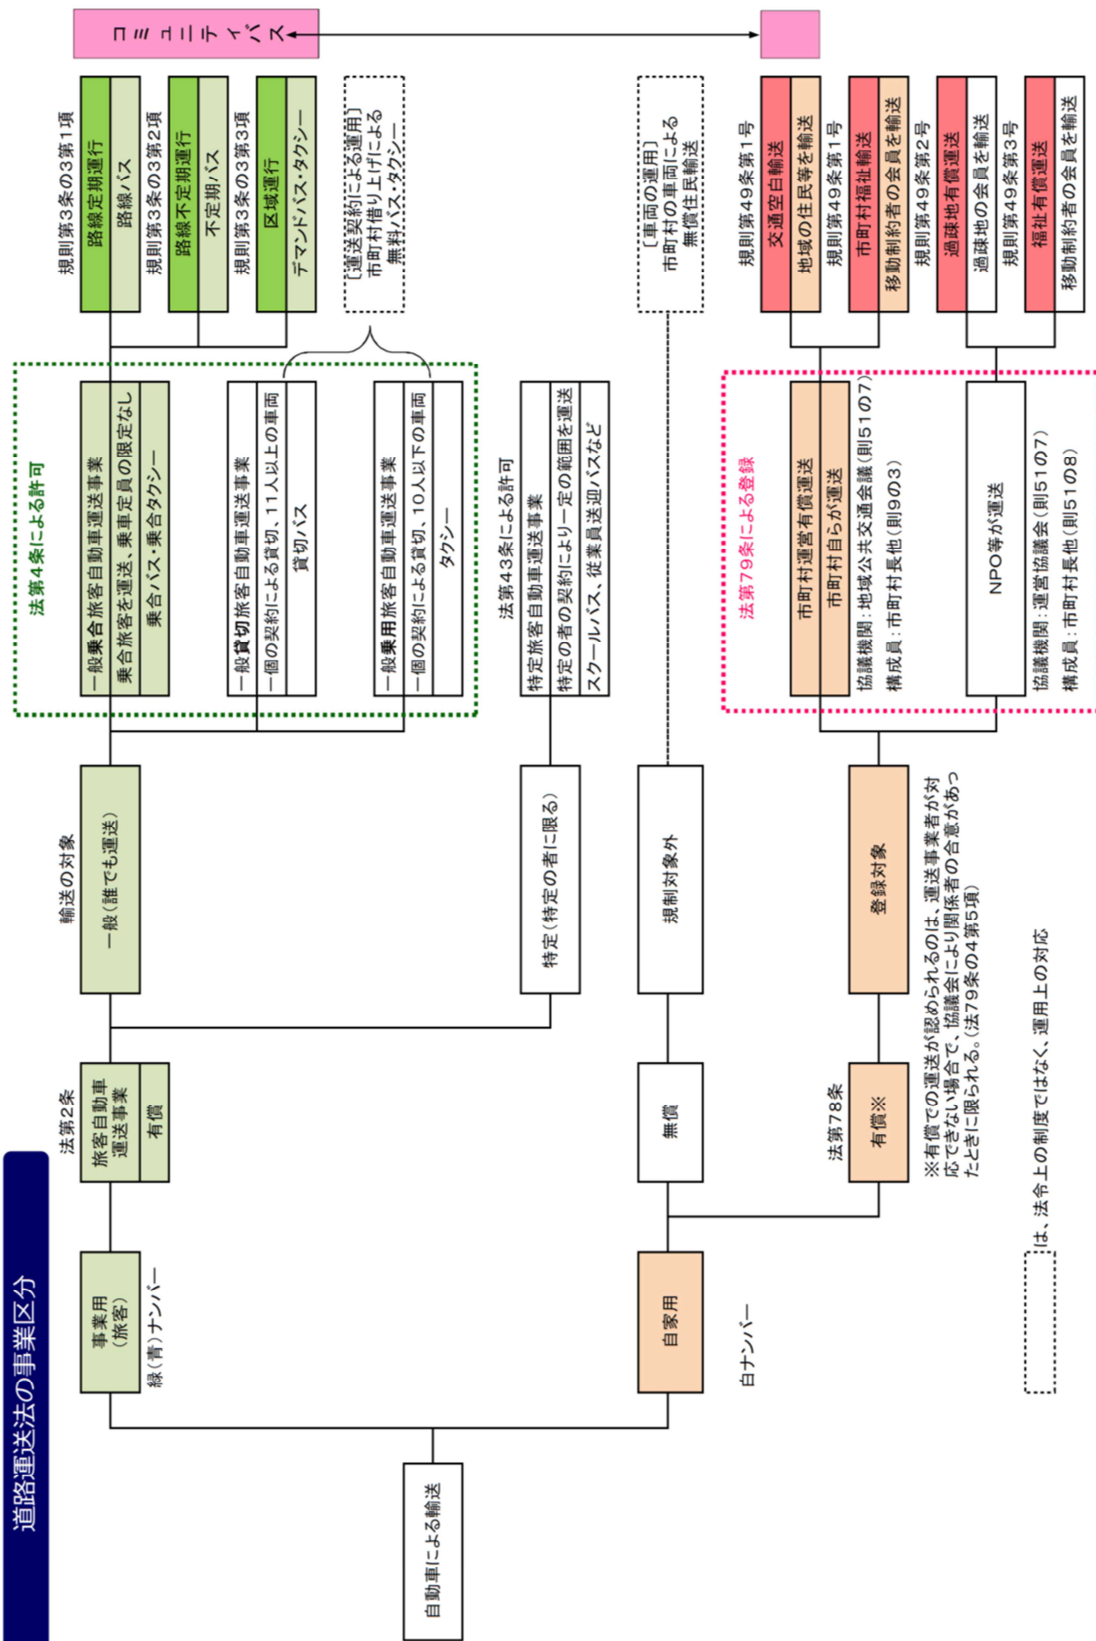 道路運送法の事業区分
自動車による輸送
事業用
(旅客)
緑(青)ナンバー
自家用
白ナンバー
法第2条
旅客自動車
運送事業
有償
無償
法第78条
有償※
※有償での運送が認められるのは、運送事業者が対
応できない場合で、協議会により関係者の合意があっ
たときに限られる。(法79条の4第5項)
輸送の対象
一般(誰でも運送)
特定(特定の者に限る)
規制対象外
登録対象
法第4条による許可
一般乗合旅客自動車運送事業
乗合旅客を運送、乗車定員の限定なし
乗合バス・乗合タクシー
一般貸切旅客自動車運送事業
一個の契約による貸切、11人以上の車両
貸切バス
一般乗用旅客自動車運送事業
一個の契約による貸切、10人以下の車両
タクシー
法第43条による許可
特定旅客自動車運送事業
特定の者の契約により一定の範囲を運送
スクールバス、従業員送迎バスなど
法第79条による登録
市町村運営有償運送
市町村自らが運送
協議機関:地域公共交通会議(則51の7)
構成員:市町村長他(則9の3)
NPO等が運送
協議機関:運営協議会(則51の7)
構成員:市町村長他(則51の8)
規則第3条の3第1項
路線定期運行
路線バス
規則第3条の3第2項
路線不定期運行
不定期バス
規則第3条の3第3項
区域運行
デマンドバス・タクシー
[運送契約による運用]
市町村借り上げによる
無料バス・タクシー
[車両の運用]
市町村の車両による
無償住民輸送
規則第49条第1号
交通空白輸送
地域の住民等を輸送
規則第49条第1号
市町村福祉輸送
移動制約者の会員を輸送
規則第49条第2号
過疎地有償運送
過疎地の会員を輸送
規則第49条第3号
福祉有償運送
移動制約者の会員を輸送
コミュニティバス
は、法令上の制度ではなく、運用上の対応